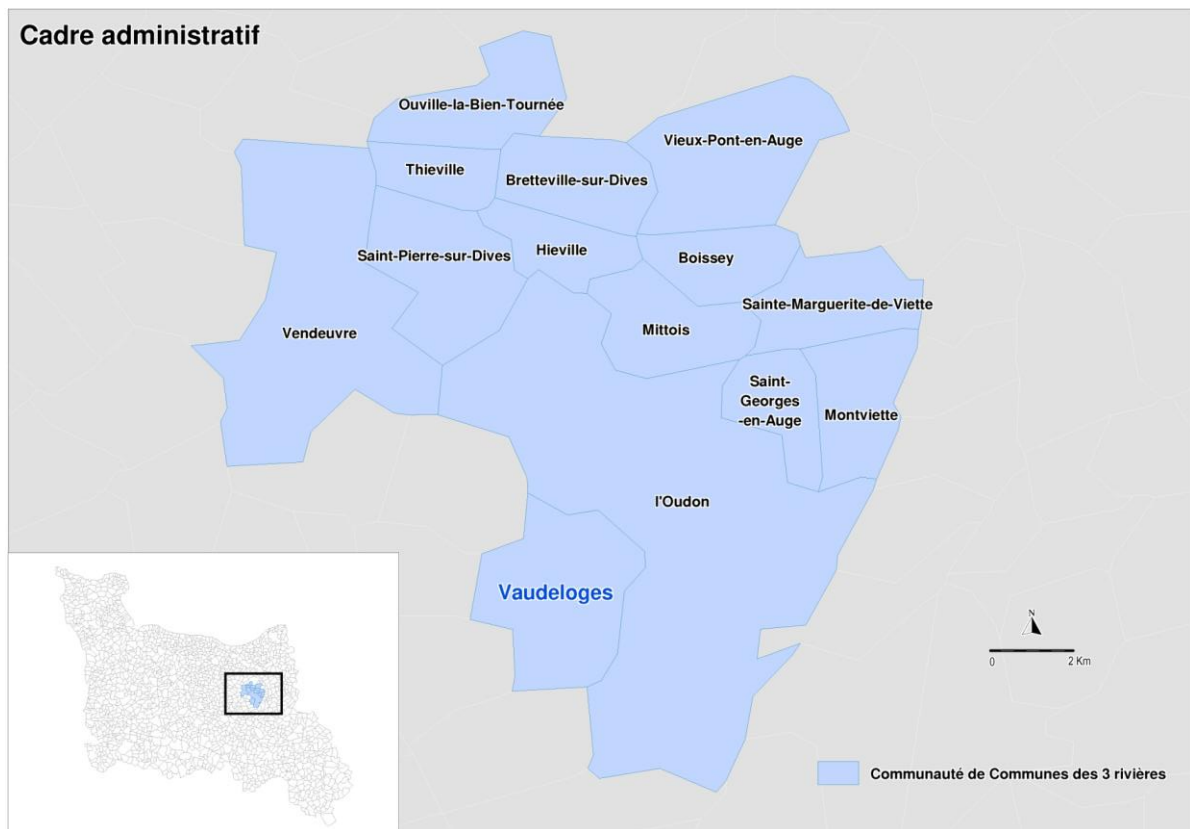 Cadre administratif
Ouville-la-Bien-Tournée
Vieux-Pont-en-Auge
Thieville
Bretteville-sur-Dives
Saint-Pierre-sur-Dives
Hieville
Boissey
Sainte-Marguerite-de-Viette
Vendeuvre
Mittois
Saint-
Georges
-en-Auge
Montviette
l'Oudon
Vaudeloges
N
0 2 Km
Communauté de Communes des 3 rivières